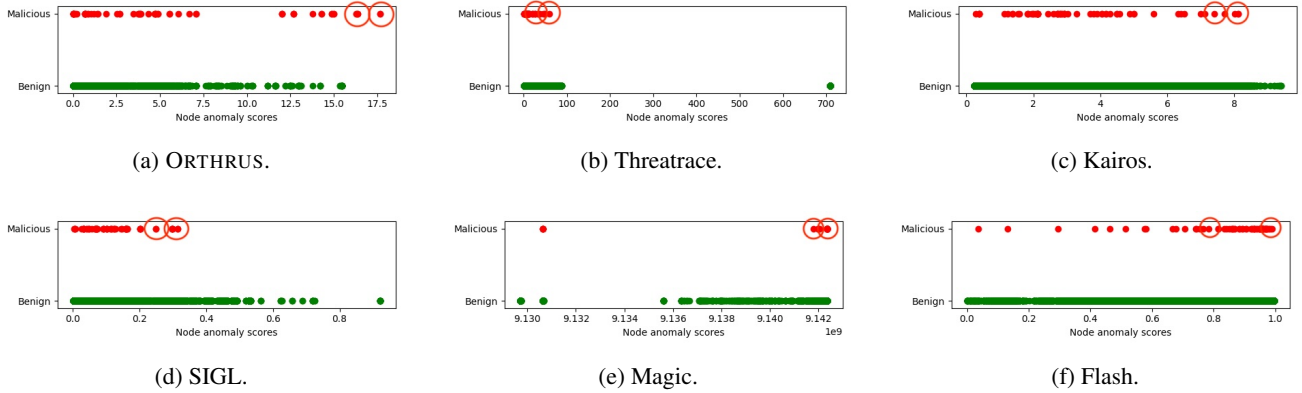 Malicious
Benign
0.0 2.5 5.0 7.5 10.0 12.5 15.0 17.5
Node anomaly scores
(a) ORTHRUS.
Malicious
Benign
0 100 200 300 400 500 600 700
Node anomaly scores
(b) Threatrace.
Malicious
Benign
0 2 4 6 8
Node anomaly scores
(c) Kairos.
Malicious
Benign
0.0 0.2 0.4 0.6 0.8
Node anomaly scores
(d) SIGL.
Malicious
Benign
9.130 9.132 9.134 9.136 9.138 9.140 9.142
1e9
Node anomaly scores
(e) Magic.
Malicious
Benign
0.0 0.2 0.4 0.6 0.8 1.0
Node anomaly scores
(f) Flash.